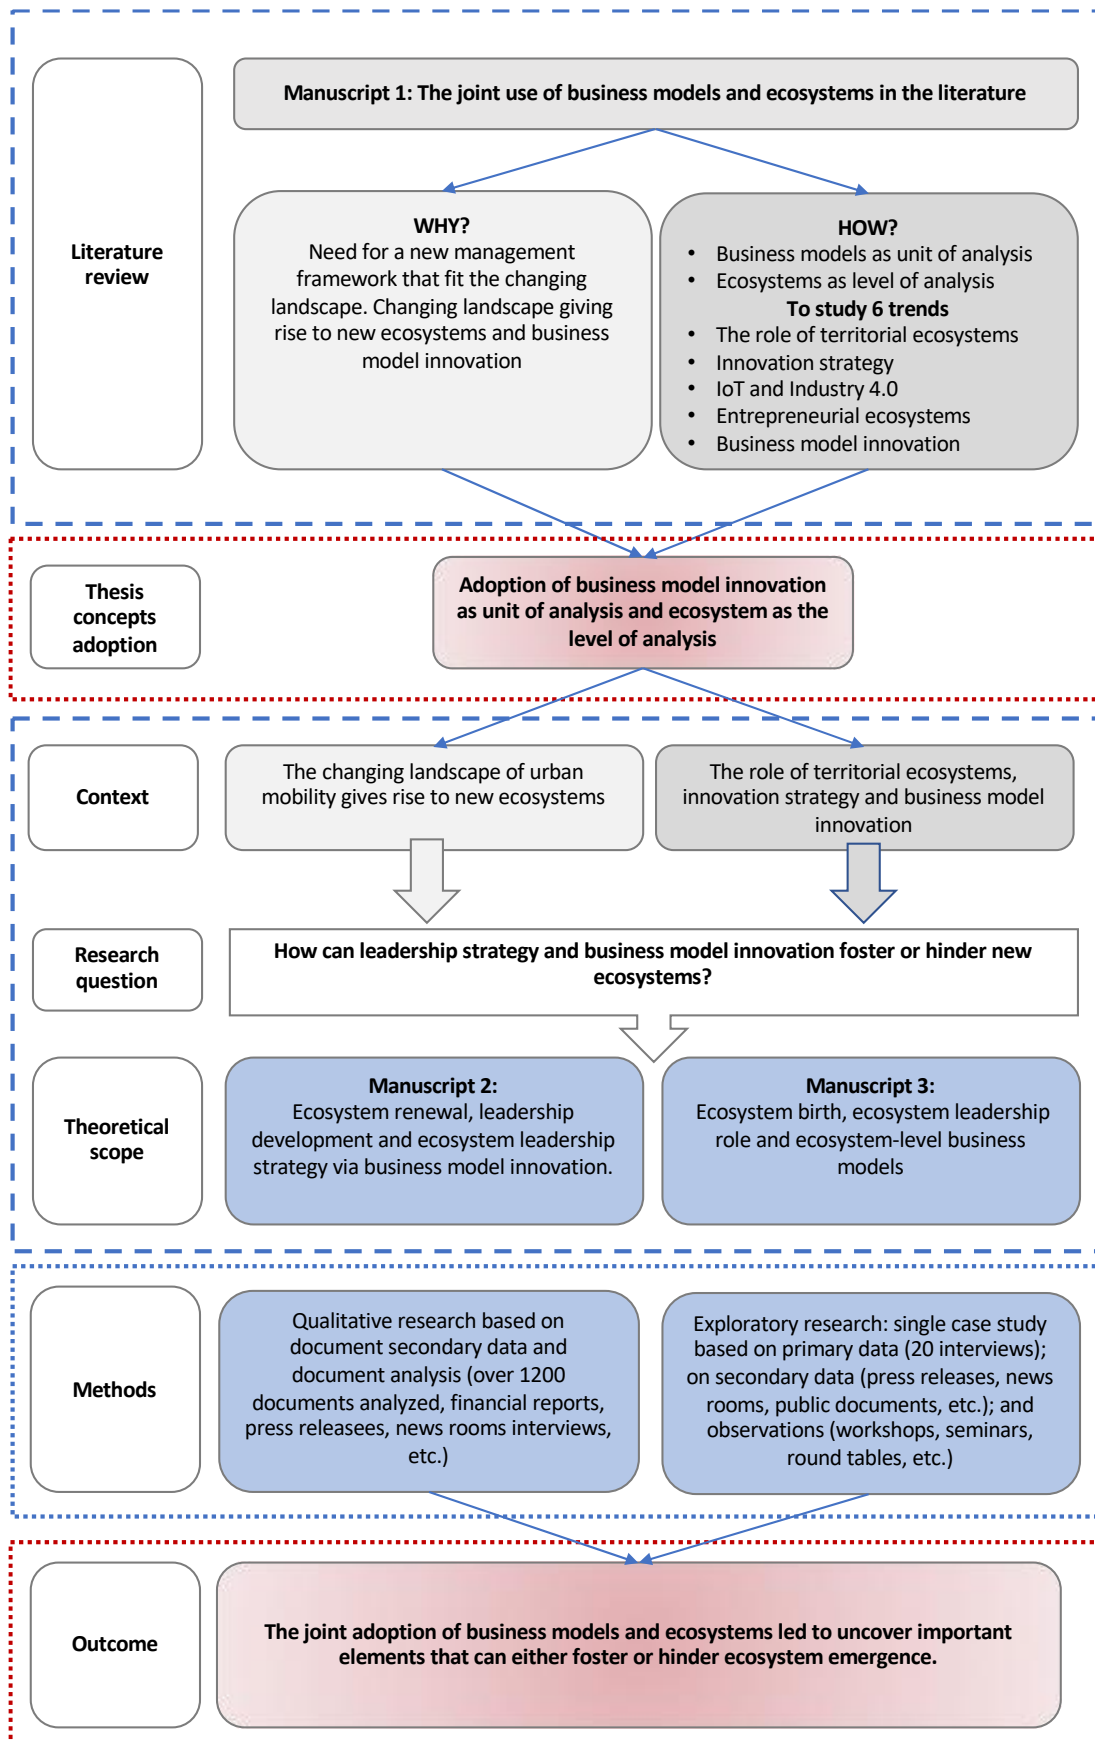 Manuscript 1: The joint use of business models and ecosystems in the literature
Literature
review
WHY?
Need for a new management
framework that fit the changing
landscape. Changing landscape giving
rise to new ecosystems and business
model innovation
HOW?
• Business models as unit of analysis
• Ecosystems as level of analysis
To study 6 trends
• The role of territorial ecosystems
• Innovation strategy
• IoT and Industry 4.0
• Entrepreneurial ecosystems
• Business model innovation
Thesis
concepts
adoption
Adoption of business model innovation
as unit of analysis and ecosystem as the
level of analysis
Context
The changing landscape of urban
mobility gives rise to new ecosystems
The role of territorial ecosystems,
innovation strategy and business model
innovation
Research
question
How can leadership strategy and business model innovation foster or hinder new
ecosystems?
Theoretical
scope
Manuscript 2:
Ecosystem renewal, leadership
development and ecosystem leadership
strategy via business model innovation.
Manuscript 3:
Ecosystem birth, ecosystem leadership
role and ecosystem-level business
models
Methods
Qualitative research based on
document secondary data and
document analysis (over 1200
documents analyzed, financial reports,
press releasees, news rooms interviews,
etc.)
Exploratory research: single case study
based on primary data (20 interviews);
on secondary data (press releases, news
rooms, public documents, etc.); and
observations (workshops, seminars,
round tables, etc.)
Outcome
The joint adoption of business models and ecosystems led to uncover important
elements that can either foster or hinder ecosystem emergence.